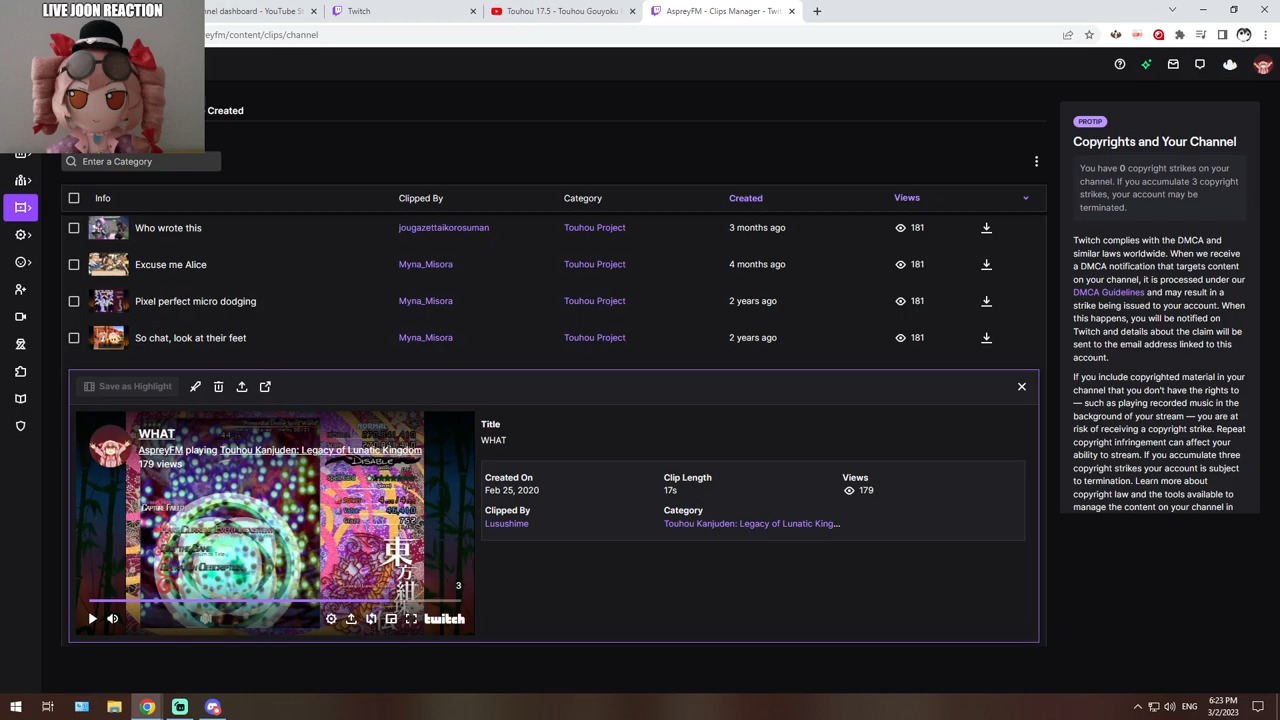 LIVE JOON REACTION
nnel dashboard - YouTube St
Twitch
Touhou 17.5 - Touhou Gouyoku I
AspreyFM - Clips Manager - Twit
reyfm/content/clips/channel
Created
Enter a Category
Info
Clipped By
Category
Created
Views
Who wrote this
jougazettaikorosuman
Touhou Project
3 months ago
181
Excuse me Alice
Myna_Misora
Touhou Project
4 months ago
181
Pixel perfect micro dodging
Myna_Misora
Touhou Project
2 years ago
181
So chat, look at their feet
Myna_Misora
Touhou Project
2 years ago
181
Save as Highlight
WHAT
AspreyFM playing Touhou Kanjuden: Legacy of Lunatic Kingdom
179 views
NORMAL
DISABLE
CAPTURE FAILED
東
方
紺
3
twitch
Title
WHAT
Created On
Feb 25, 2020
Clip Length
17s
Views
179
Clipped By
Lusushime
Category
Touhou Kanjuden: Legacy of Lunatic King...
PROTIP
Copyrights and Your Channel
You have 0 copyright strikes on your
channel. If you accumulate 3 copyright
strikes, your account may be
terminated.
Twitch complies with the DMCA and
similar laws worldwide. When we receive
a DMCA notification that targets content
on your channel, it is processed under our
DMCA Guidelines and may result in a
strike being issued to your account. When
this happens, you will be notified on
Twitch and details about the claim will be
sent to the email address linked to this
account.
If you include copyrighted material in your
channel that you don't have the rights to
— such as playing recorded music in the
background of your stream — you are at
risk of receiving a copyright strike. Repeat
copyright infringement can affect your
ability to stream. If you accumulate three
copyright strikes your account is subject
to termination. Learn more about
copyright law and the tools available to
manage the content on your channel in
ENG
6:23 PM
3/2/2023